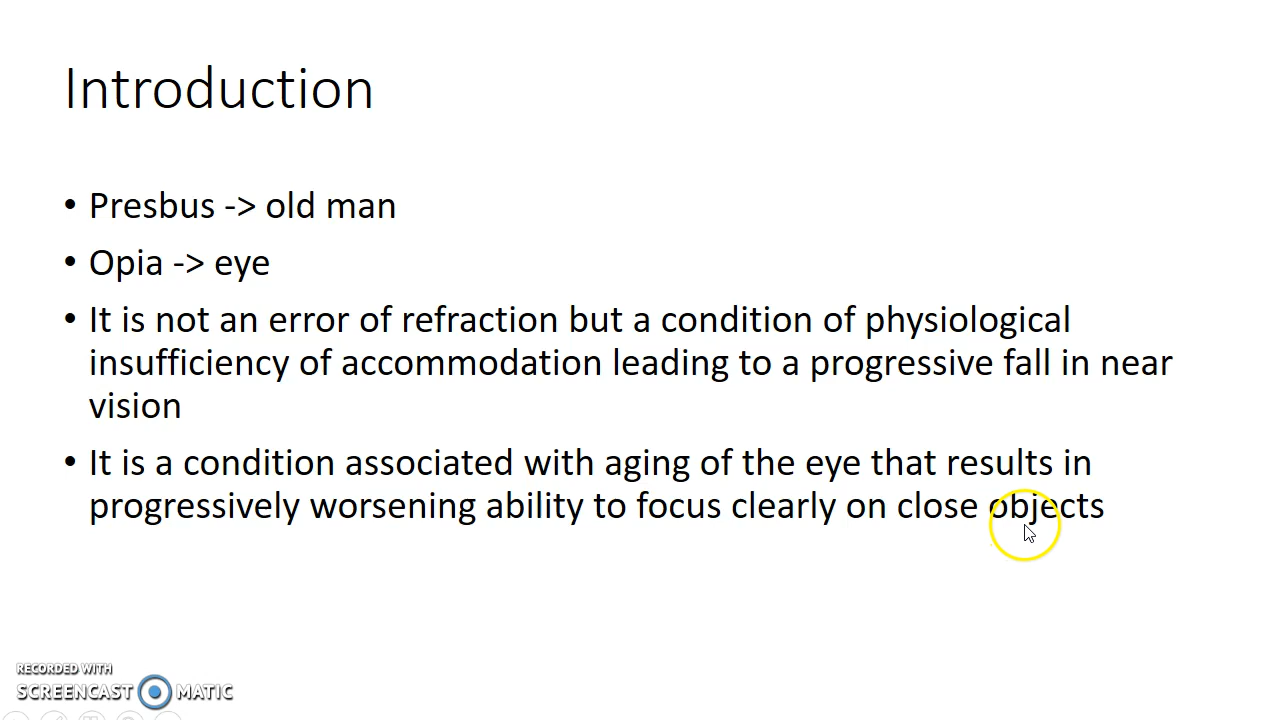 Introduction
• Presbus -> old man
• Opia -> eye
• It is not an error of refraction but a condition of physiological
insufficiency of accommodation leading to a progressive fall in near
vision
• It is a condition associated with aging of the eye that results in
progressively worsening ability to focus clearly on close objects
RECORDED WITH
SCREENCAST MATIC